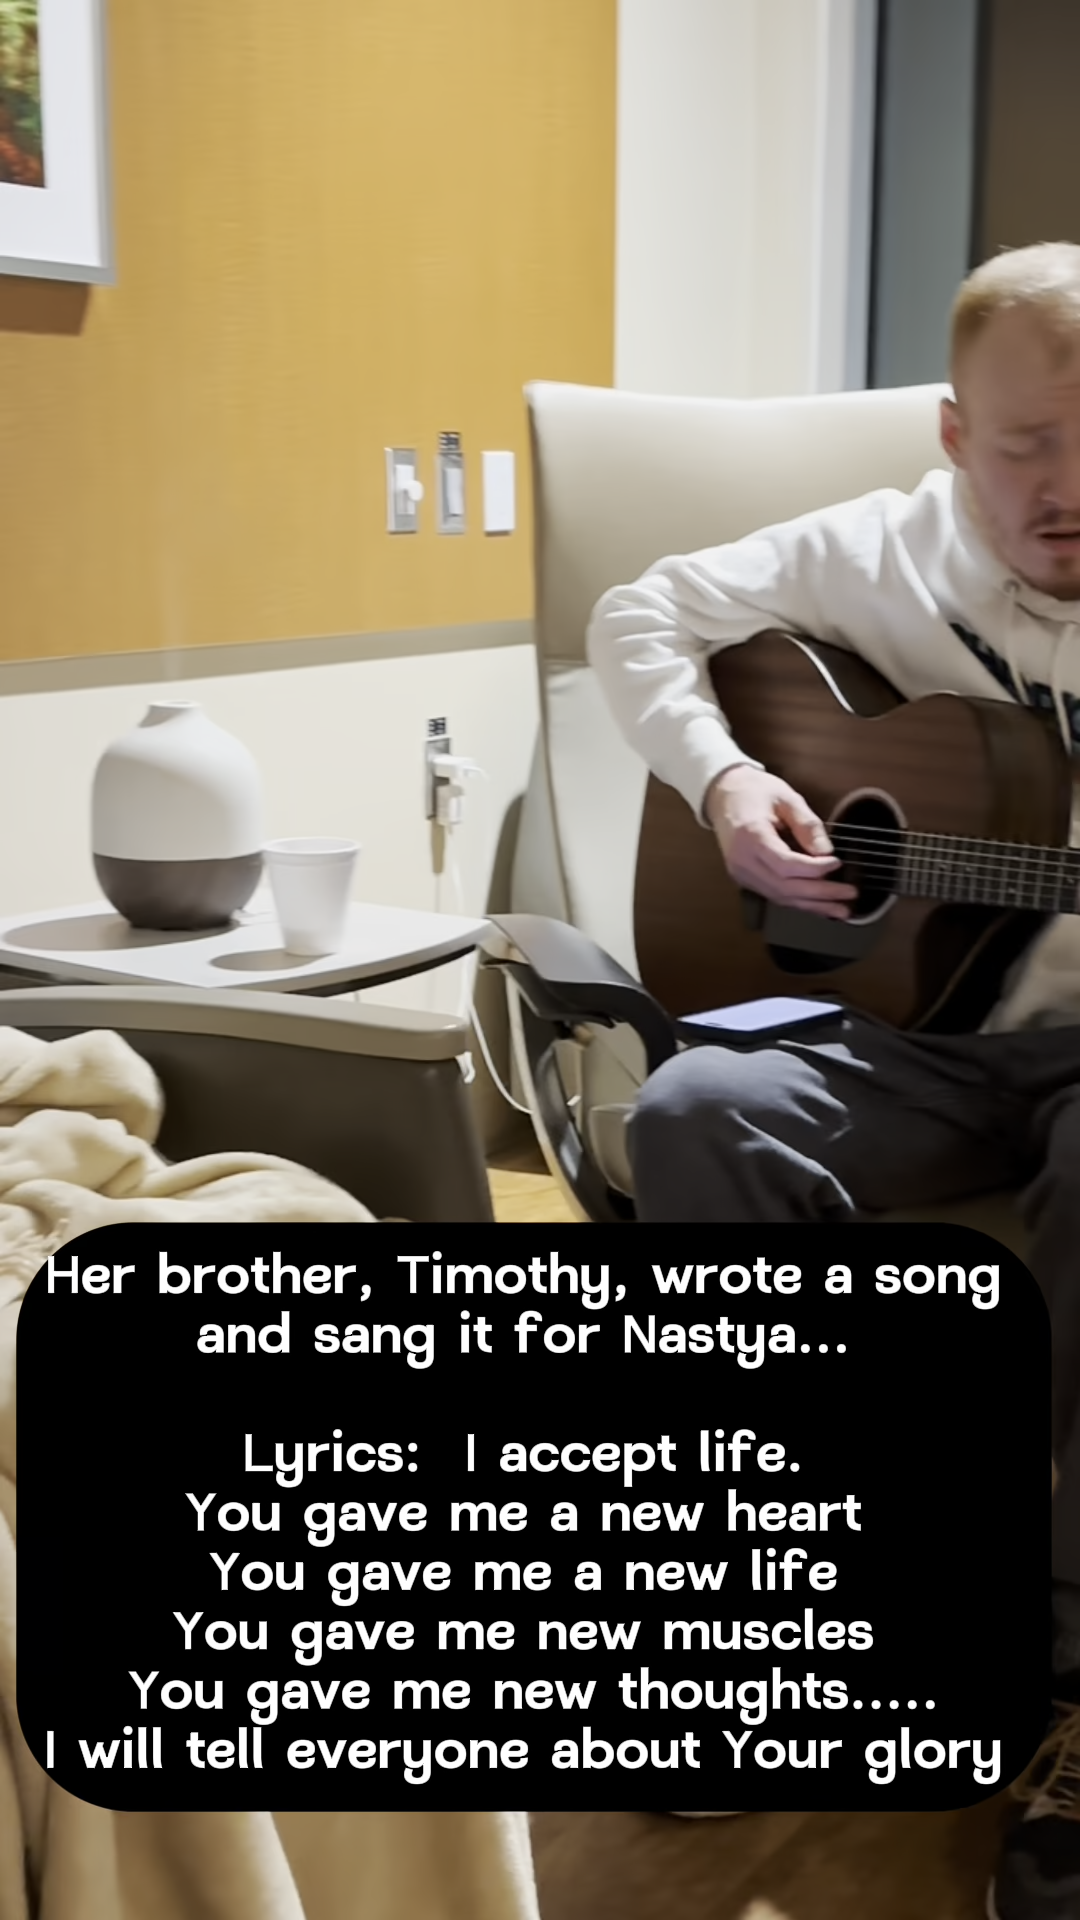 Her brother, Timothy, wrote a song
and sang it for Nastya...
Lyrics:  I accept life.
You gave me a new heart
You gave me a new life
You gave me new muscles
You gave me new thoughts.....
I will tell everyone about Your glory